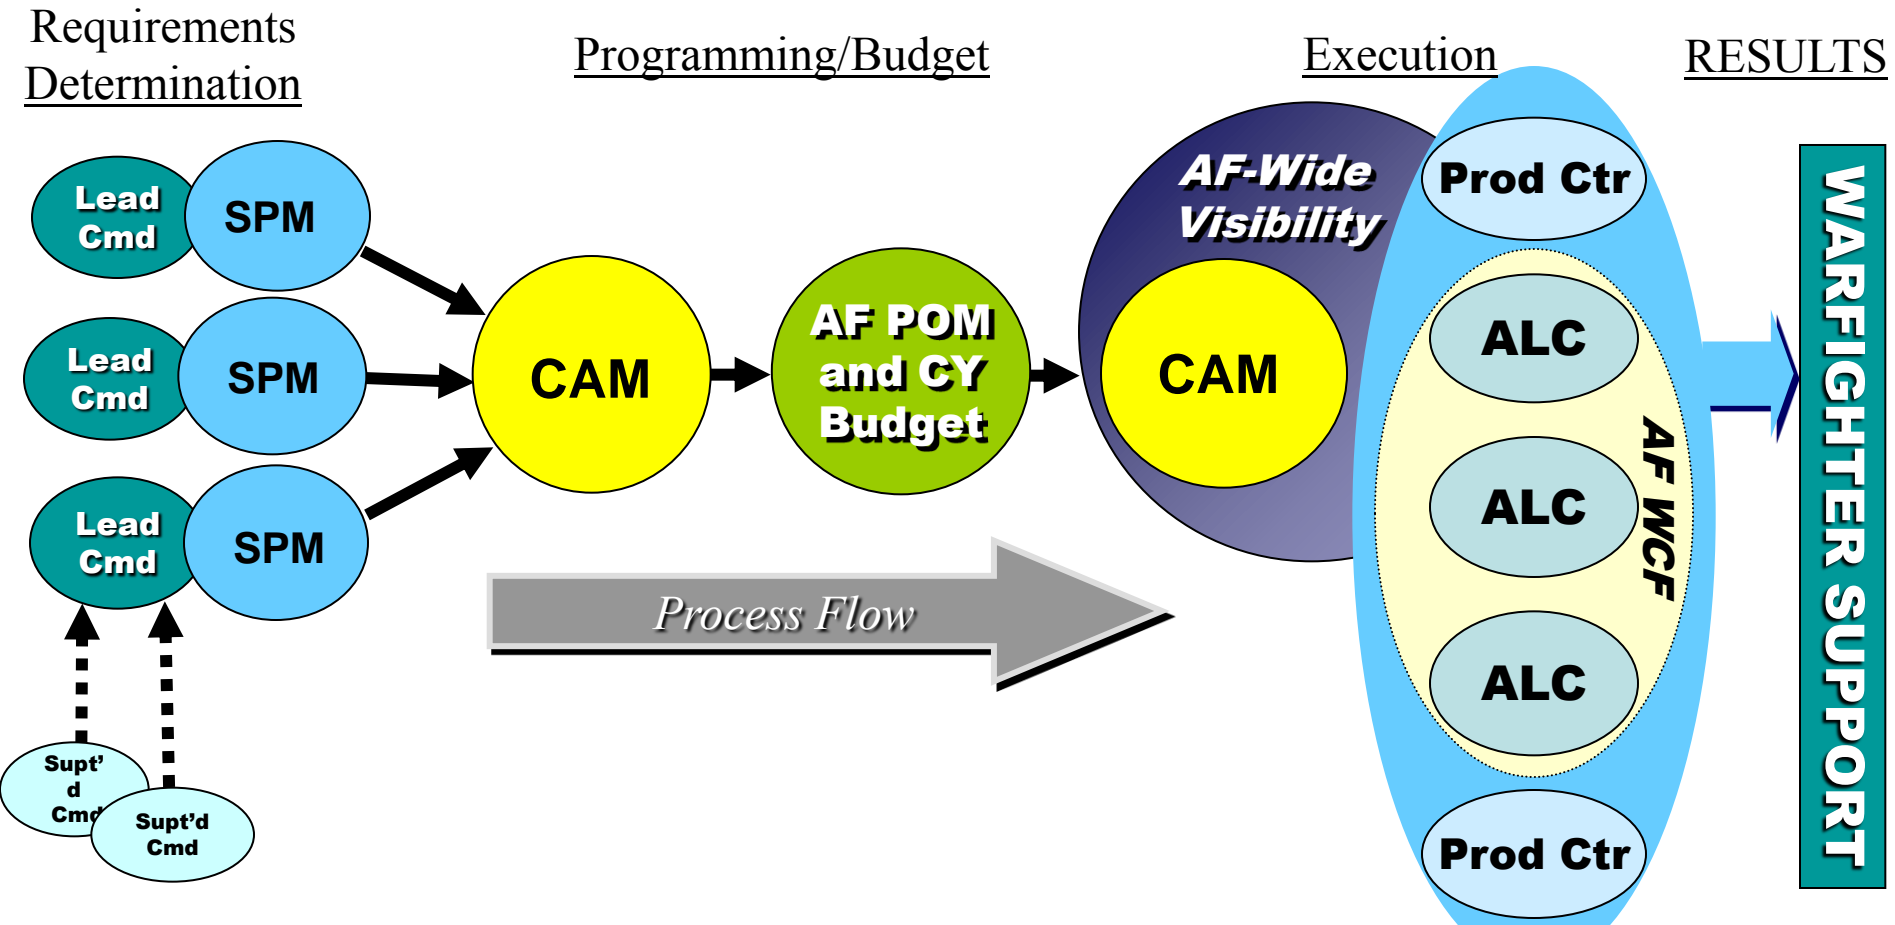 Requirements
Determination
Programming/Budget
Execution
RESULTS
Lead
Cmd
SPM
Lead
Cmd
SPM
Lead
Cmd
SPM
Supt’
d
Cmd
Supt’d
Cmd
CAM
AF POM
and CY
Budget
Process Flow
AF-Wide
Visibility
CAM
Prod Ctr
ALC
ALC
ALC
AF WCF
Prod Ctr
WARFIGHTER SUPPORT